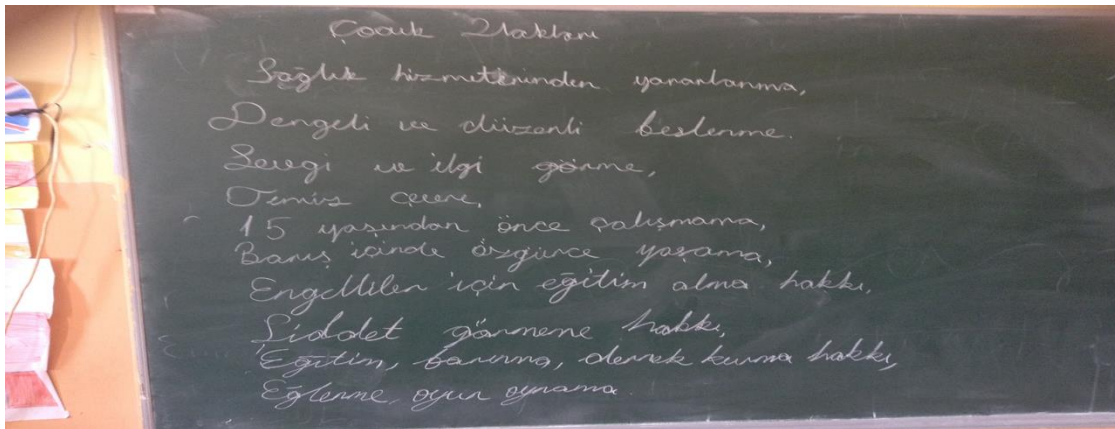 Çocuk Hakları
Sağlık hizmetlerinden yararlanma,
Dengeli ve düzenli beslenme.
Sevgi ve ilgi görme,
Temiz çevre,
15 yaşından önce çalışmama,
Barış içinde özgürce yaşama,
Engelliler için eğitim alma hakkı,
Şiddet görmeme hakkı,
Eğitim, barınma, dernek kurma hakkı,
Eğlenme, oyun oynama.